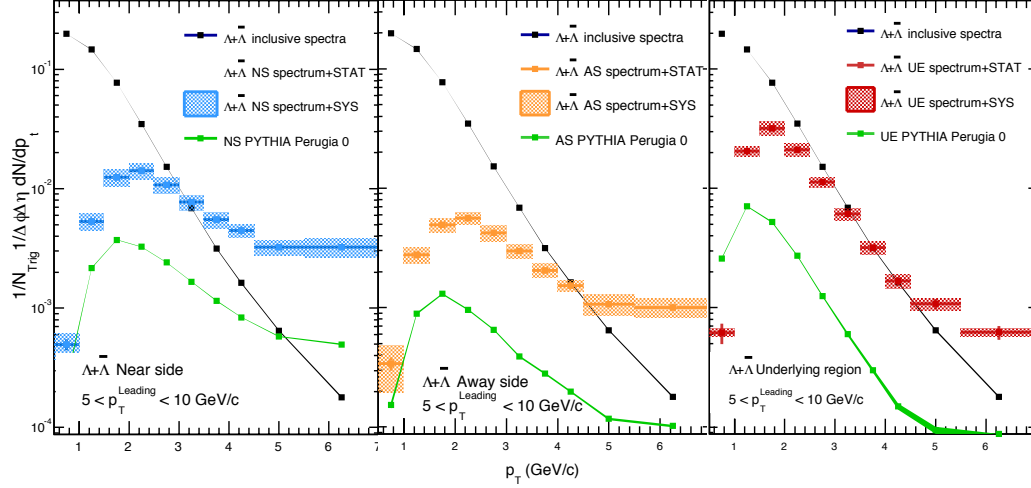 1/N_Trig 1/Δ φΔ η dN/dp_t
10^-1
10^-2
10^-3
10^-4
Λ+Λ̄ inclusive spectra
Λ+Λ̄ NS spectrum+STAT
Λ+Λ̄ NS spectrum+SYS
NS PYTHIA Perugia 0
Λ+Λ̄ Near side
5 < p_T^Leading < 10 GeV/c
1 2 3 4 5 6 7
Λ+Λ̄ inclusive spectra
Λ+Λ̄ AS spectrum+STAT
Λ+Λ̄ AS spectrum+SYS
AS PYTHIA Perugia 0
Λ+Λ̄ Away side
5 < p_T^Leading < 10 GeV/c
1 2 3 4 5 6
Λ+Λ̄ inclusive spectra
Λ+Λ̄ UE spectrum+STAT
Λ+Λ̄ UE spectrum+SYS
UE PYTHIA Perugia 0
Λ+Λ̄ Underlying region
5 < p_T^Leading < 10 GeV/c
1 2 3 4 5 6
p_T (GeV/c)